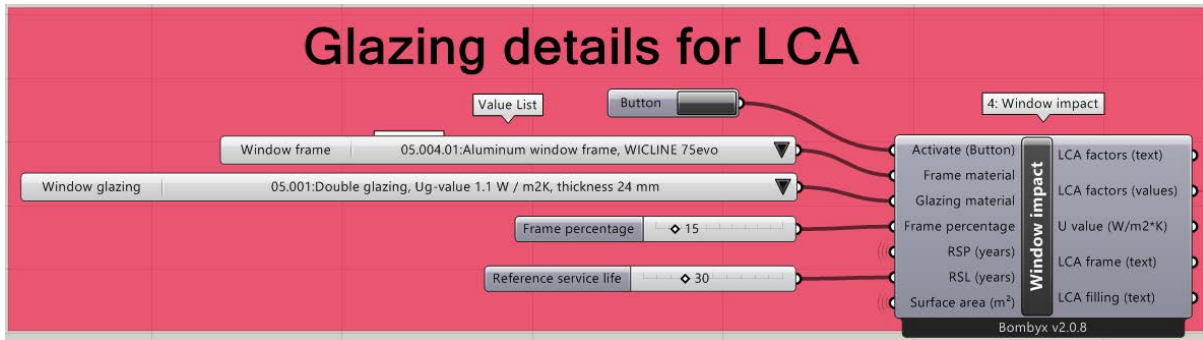 Glazing details for LCA
Value List
Button
4: Window impact
Window frame
05.004.01:Aluminum window frame, WICLINE 75evo
Window glazing
05.001:Double glazing, Ug-value 1.1 W / m2K, thickness 24 mm
Frame percentage
15
Reference service life
30
Activate (Button)
Frame material
Glazing material
Frame percentage
RSP (years)
RSL (years)
Surface area (m²)
Window impact
LCA factors (text)
LCA factors (values)
U value (W/m2*K)
LCA frame (text)
LCA filling (text)
Bombyx v2.0.8